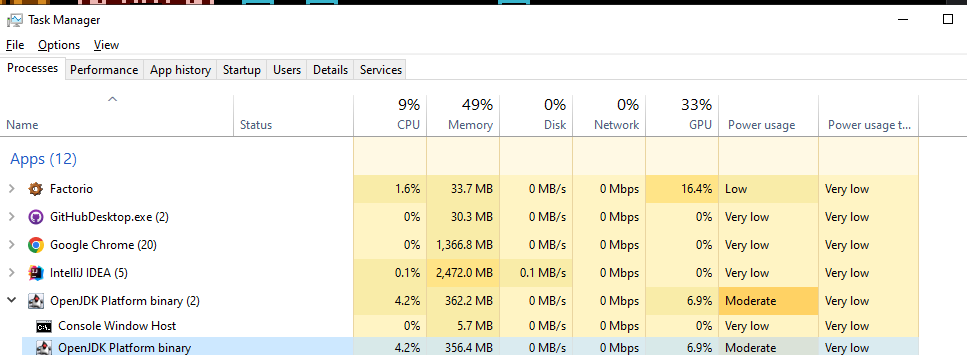 Task Manager
File Options View
Processes Performance App history Startup Users Details Services
9% 49% 0% 0% 33%
Name Status CPU Memory Disk Network GPU Power usage Power usage t...
Apps (12)
Factorio 1.6% 33.7 MB 0 MB/s 0 Mbps 16.4% Low Very low
GitHubDesktop.exe (2) 0% 30.3 MB 0 MB/s 0 Mbps 0% Very low Very low
Google Chrome (20) 0% 1,366.8 MB 0 MB/s 0 Mbps 0% Very low Very low
IntelliJ IDEA (5) 0.1% 2,472.0 MB 0.1 MB/s 0 Mbps 0% Very low Very low
OpenJDK Platform binary (2) 4.2% 362.2 MB 0 MB/s 0 Mbps 6.9% Moderate Very low
Console Window Host 0% 5.7 MB 0 MB/s 0 Mbps 0% Very low Very low
OpenJDK Platform binary 4.2% 356.4 MB 0 MB/s 0 Mbps 6.9% Moderate Very low